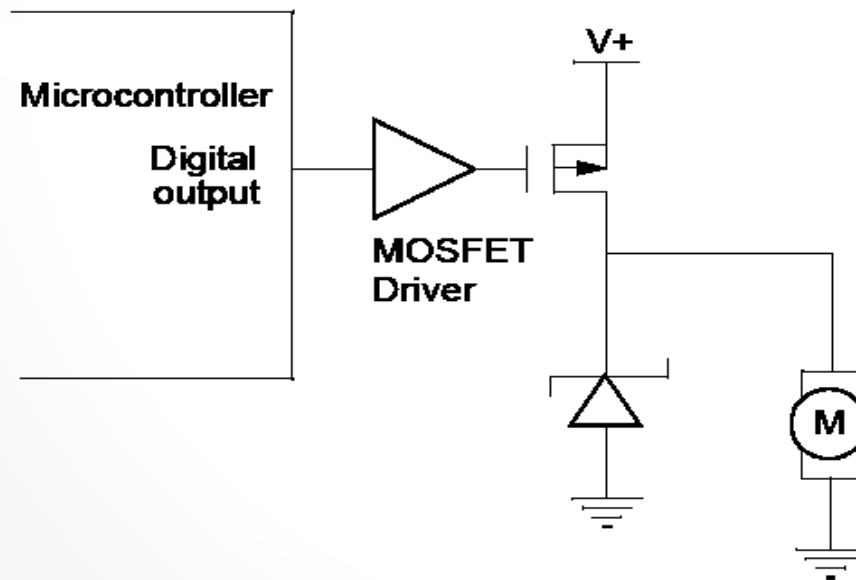 V+
Microcontroller
Digital
output
MOSFET
Driver
M